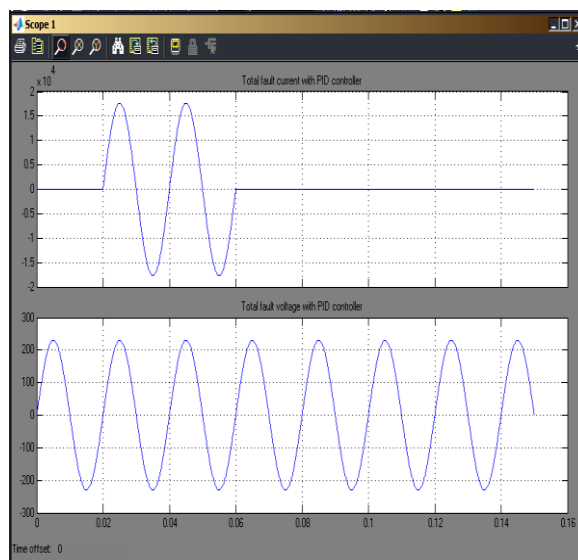 Scope 1
x 10
4
Total fault current with PID controller
2
1.5
1
0.5
0
-0.5
-1
-1.5
-2
Total fault voltage with PID controller
300
200
100
0
-100
-200
-300
0 0.02 0.04 0.06 0.08 0.1 0.12 0.14 0.16
Time offset: 0